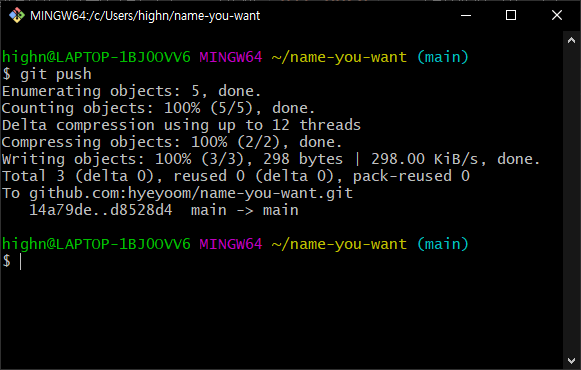 MINGW64:/c/Users/highn/name-you-want
highn@LAPTOP-1BJ0OVV6 MINGW64 ~/name-you-want (main)
$ git push
Enumerating objects: 5, done.
Counting objects: 100% (5/5), done.
Delta compression using up to 12 threads
Compressing objects: 100% (2/2), done.
Writing objects: 100% (3/3), 298 bytes | 298.00 KiB/s, done.
Total 3 (delta 0), reused 0 (delta 0), pack-reused 0
To github.com:hyeyoom/name-you-want.git
   14a79de..d8528d4  main -> main
highn@LAPTOP-1BJ0OVV6 MINGW64 ~/name-you-want (main)
$